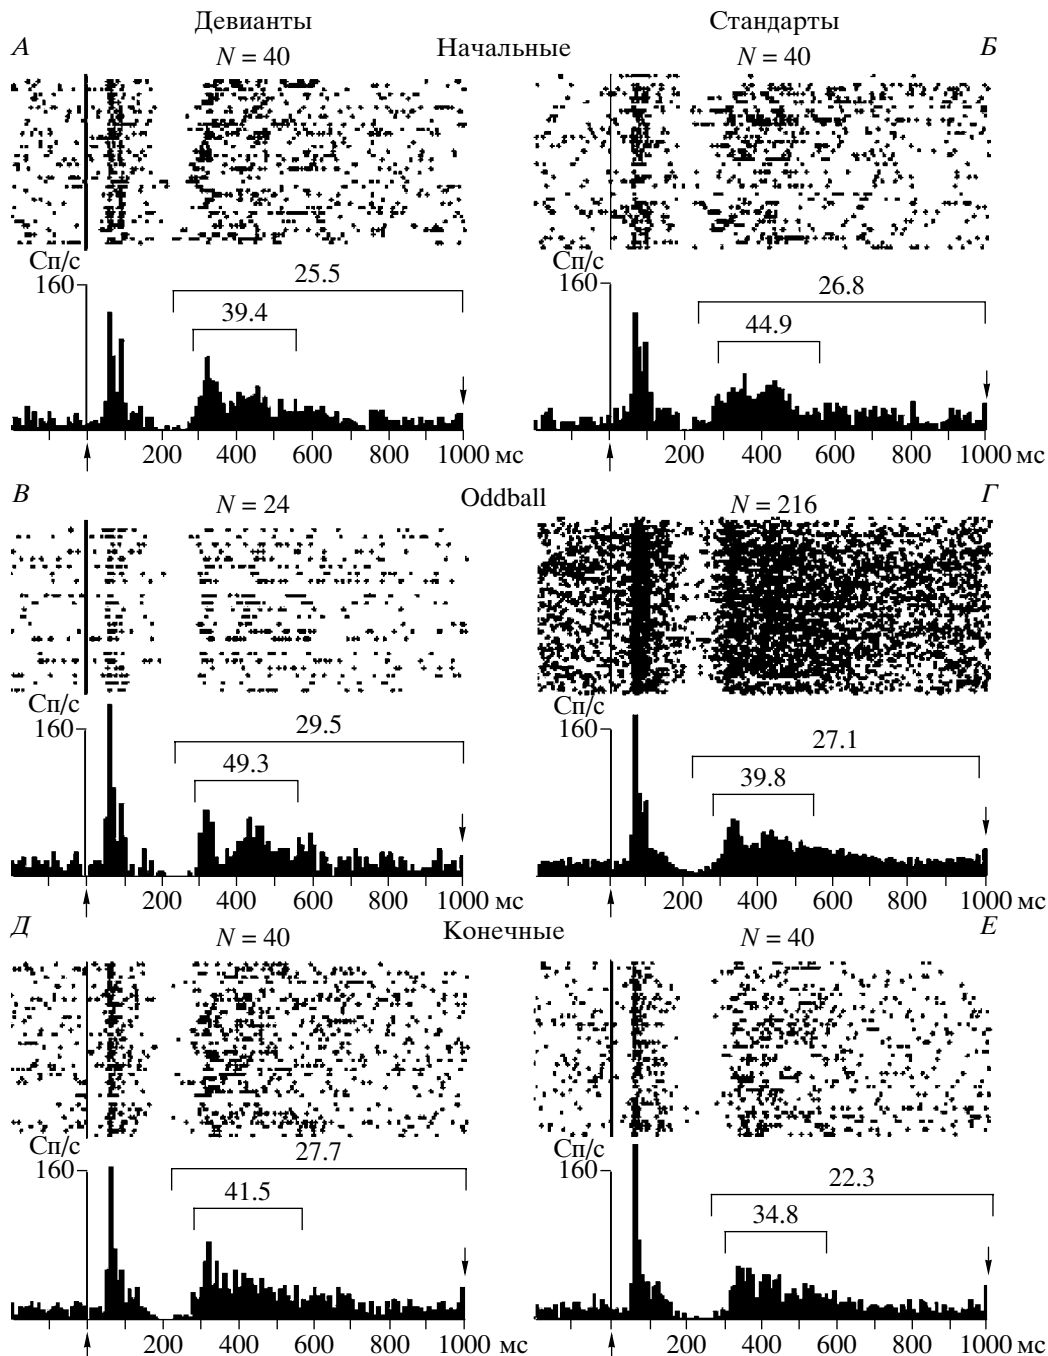 Девианты Стандарты
А Начальные Б
N = 40 N = 40
Сп/с Сп/с
160 25.5 160 26.8
39.4 44.9
200 400 600 800 1000 мс 200 400 600 800 1000 мс
В Oddball Г
N = 24 N = 216
Сп/с Сп/с
160 29.5 160 27.1
49.3 39.8
200 400 600 800 1000 мс 200 400 600 800 1000 мс
Д Конечные Е
N = 40 N = 40
Сп/с Сп/с
160 27.7 160 22.3
41.5 34.8
200 400 600 800 1000 мс 200 400 600 800 1000 мс